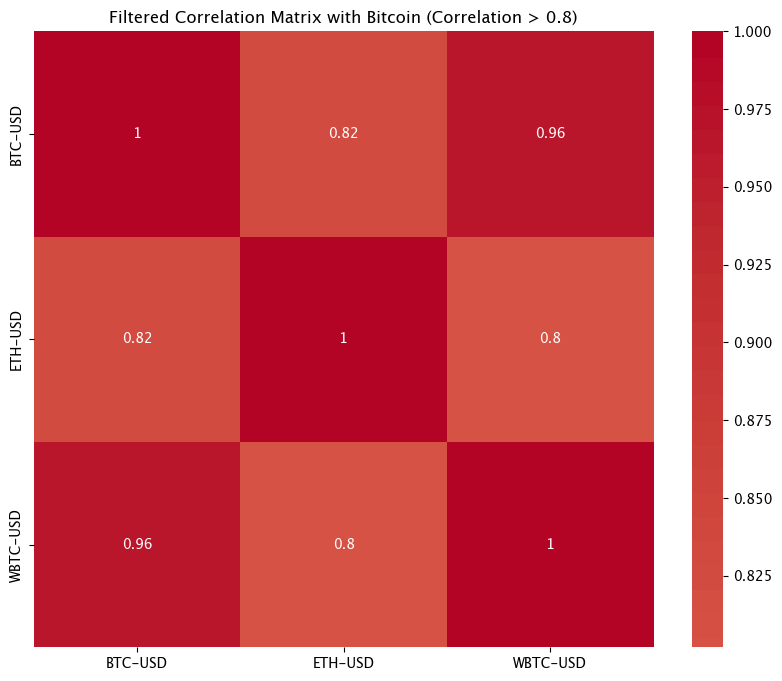 Filtered Correlation Matrix with Bitcoin (Correlation > 0.8)
BTC-USD
1
0.82
0.96
ETH-USD
0.82
1
0.8
WBTC-USD
0.96
0.8
1
BTC-USD
ETH-USD
WBTC-USD
1.000
0.975
0.950
0.925
0.900
0.875
0.850
0.825